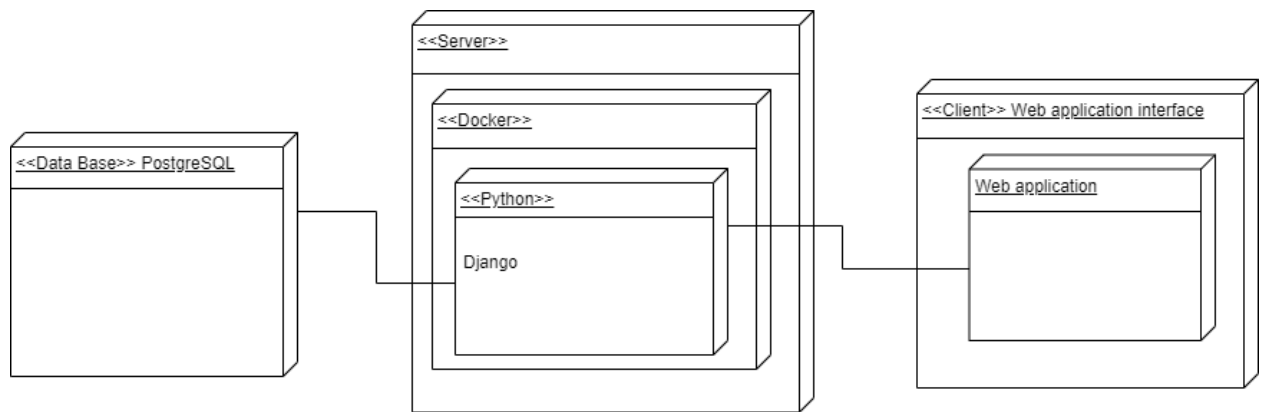 <<Data Base>> PostgreSQL
<<Server>>
<<Docker>>
<<Python>>
Django
<<Client>> Web application interface
Web application